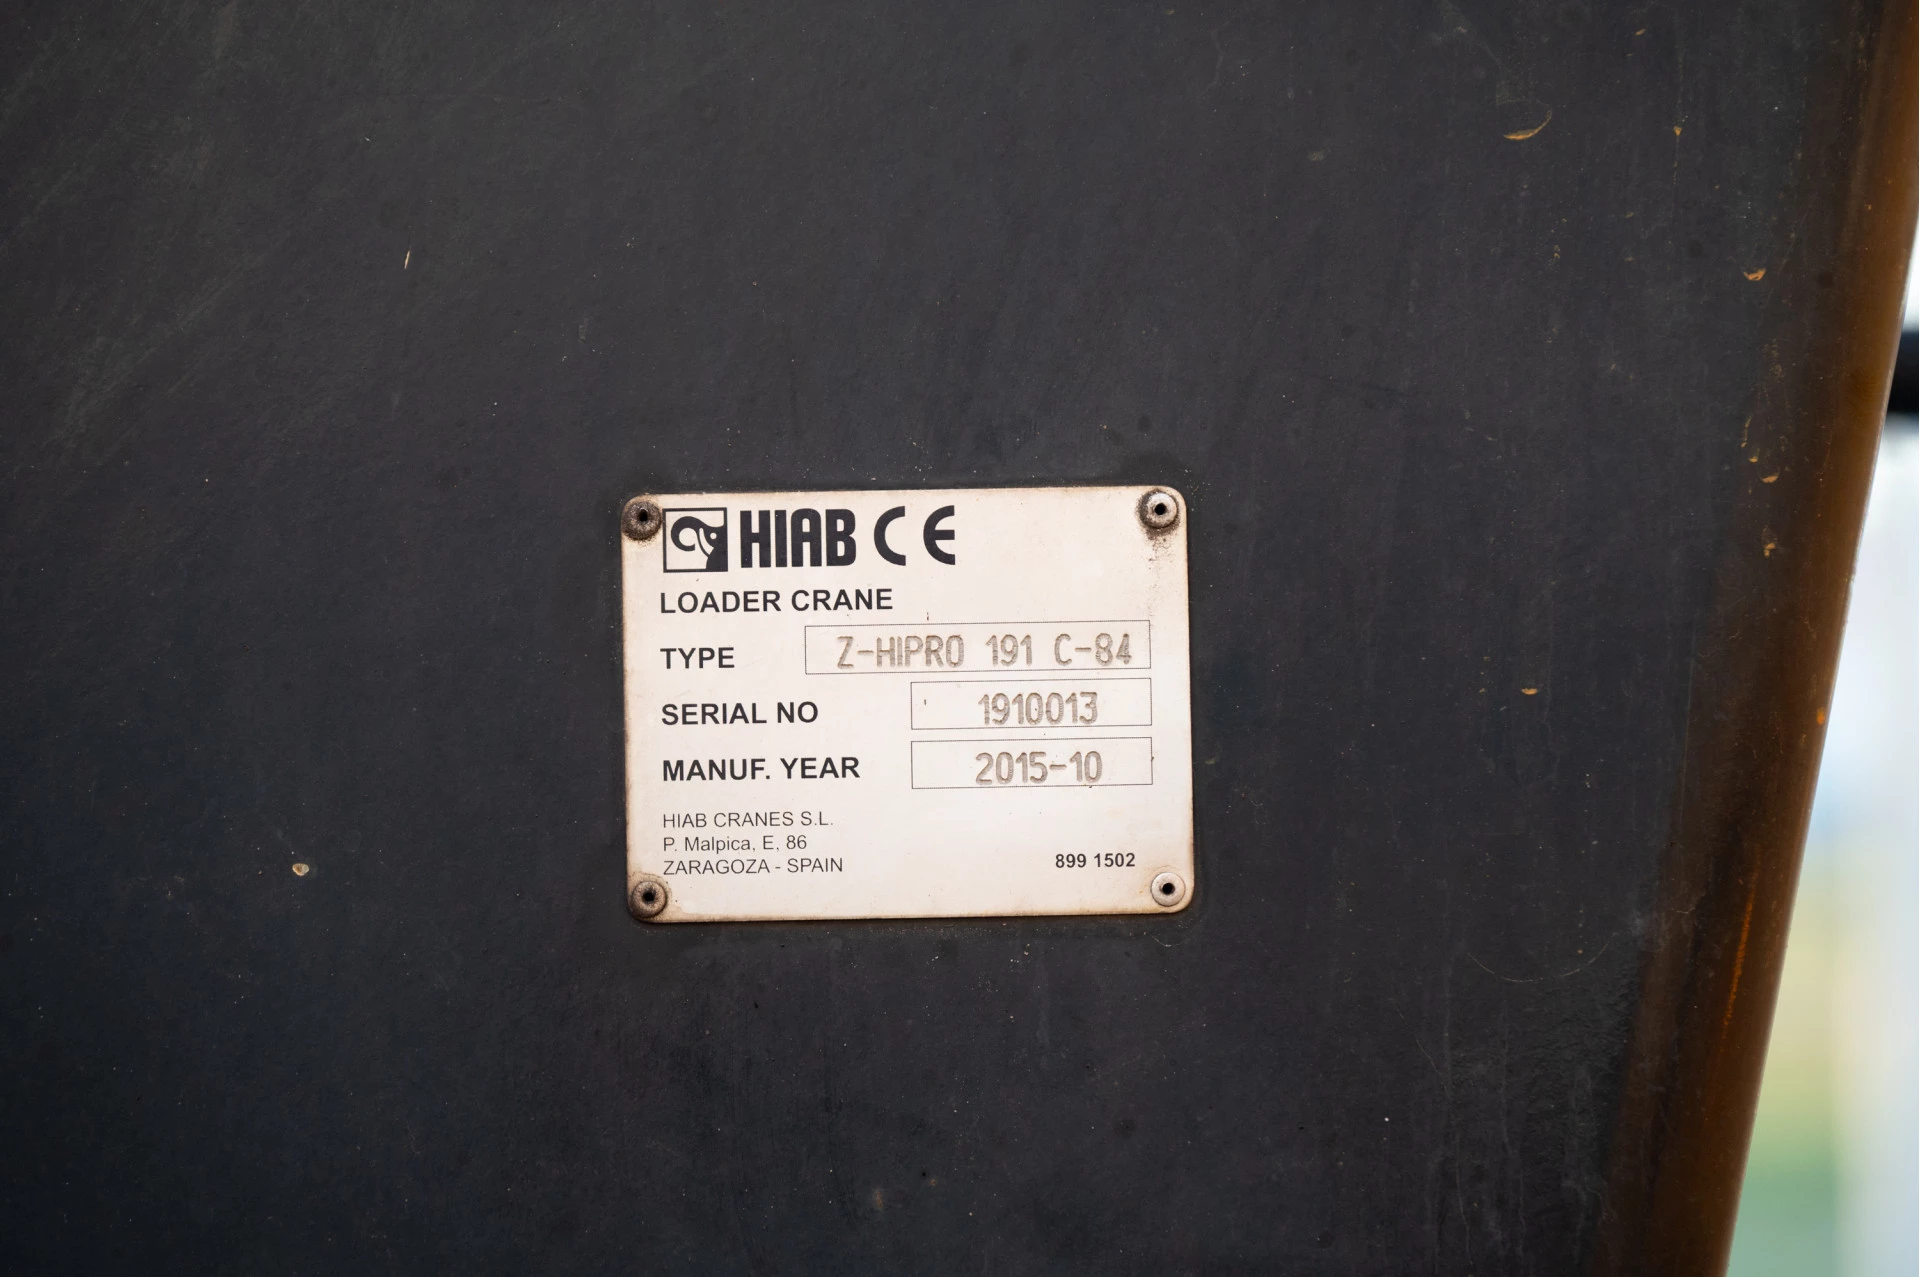 HIAB CE
LOADER CRANE
TYPE Z-HIPRO 191 C-84
SERIAL NO 1910013
MANUF. YEAR 2015-10
HIAB CRANES S.L.
P. Malpica, E, 86
ZARAGOZA - SPAIN 899 1502